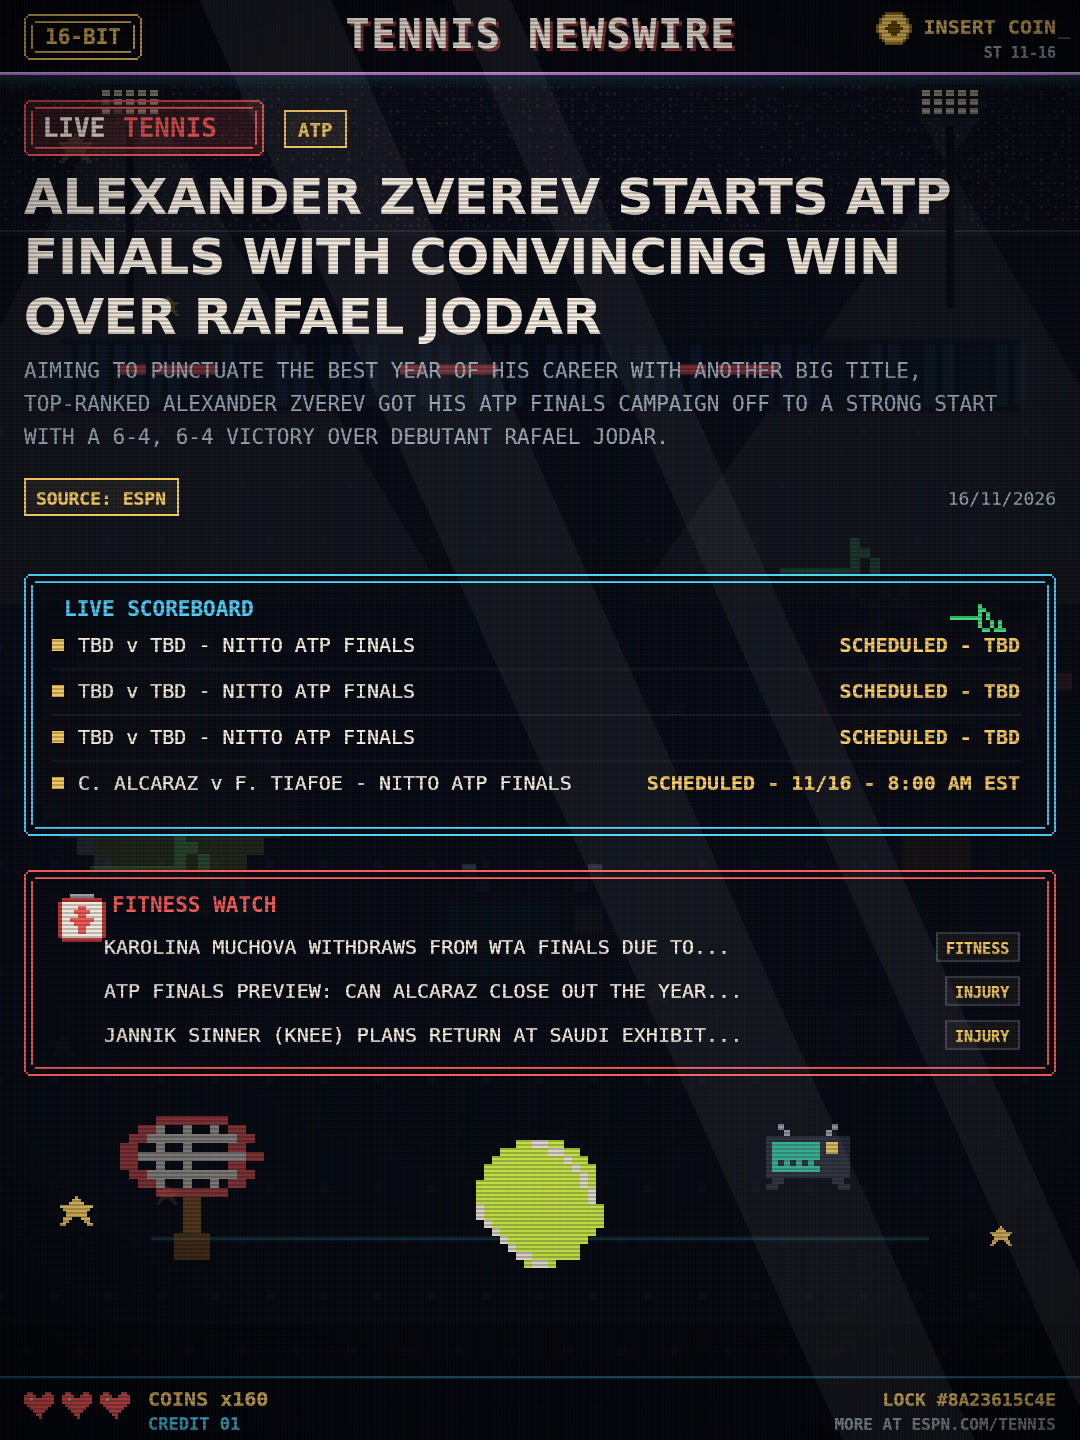 16-BIT
TENNIS NEWSWIRE
INSERT COIN_
ST 11-16
LIVE TENNIS
ATP
ALEXANDER ZVEREV STARTS ATP
FINALS WITH CONVINCING WIN
OVER RAFAEL JODAR
AIMING TO PUNCTUATE THE BEST YEAR OF HIS CAREER WITH ANOTHER BIG TITLE,
TOP-RANKED ALEXANDER ZVEREV GOT HIS ATP FINALS CAMPAIGN OFF TO A STRONG START
WITH A 6-4, 6-4 VICTORY OVER DEBUTANT RAFAEL JODAR.
SOURCE: ESPN
16/11/2026
LIVE SCOREBOARD
TBD v TBD - NITTO ATP FINALS SCHEDULED - TBD
TBD v TBD - NITTO ATP FINALS SCHEDULED - TBD
TBD v TBD - NITTO ATP FINALS SCHEDULED - TBD
C. ALCARAZ v F. TIAFOE - NITTO ATP FINALS SCHEDULED - 11/16 - 8:00 AM EST
FITNESS WATCH
KAROLINA MUCHOVA WITHDRAWS FROM WTA FINALS DUE TO... FITNESS
ATP FINALS PREVIEW: CAN ALCARAZ CLOSE OUT THE YEAR... INJURY
JANNIK SINNER (KNEE) PLANS RETURN AT SAUDI EXHIBIT... INJURY
COINS x160
CREDIT 01
LOCK #8A23615C4E
MORE AT ESPN.COM/TENNIS